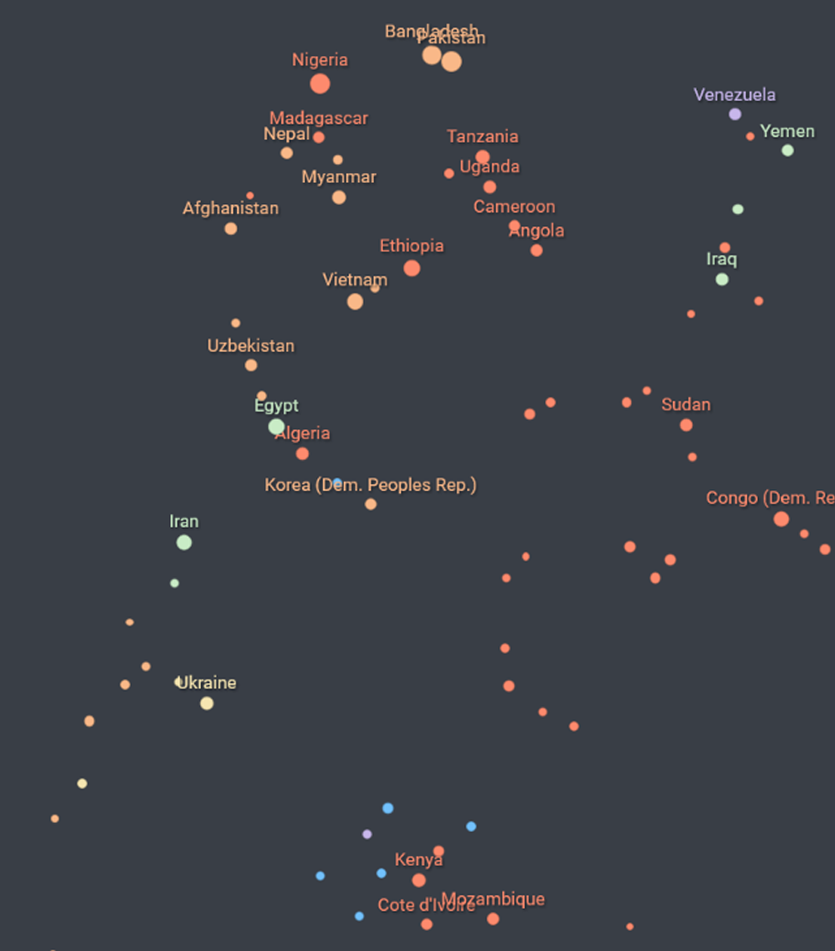 Bangladesh
Pakistan
Nigeria
Venezuela
Madagascar
Yemen
Nepal
Tanzania
Uganda
Myanmar
Afghanistan
Cameroon
Angola
Ethiopia
Iraq
Vietnam
Uzbekistan
Egypt
Sudan
Algeria
Korea (Dem. Peoples Rep.)
Congo (Dem. Re
Iran
Ukraine
Kenya
Mozambique
Cote d'Ivoire